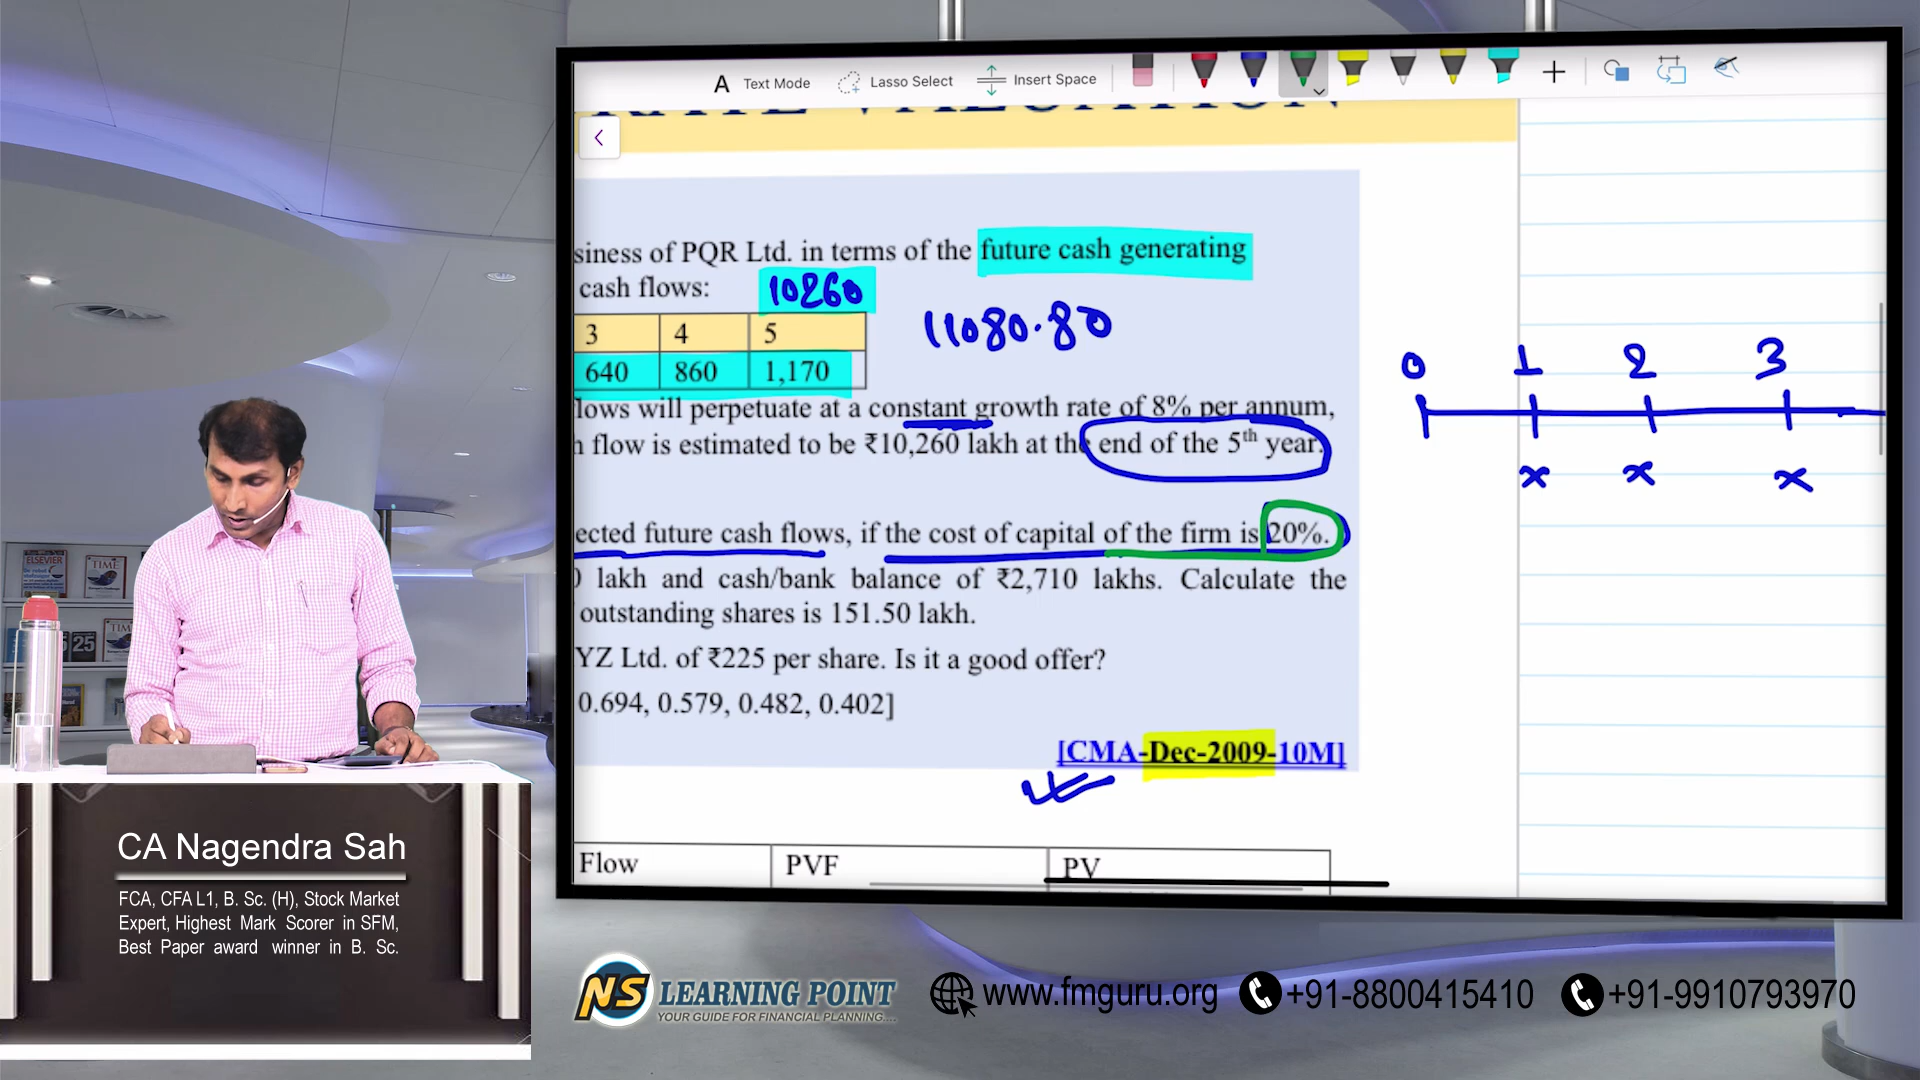 Text Mode
Lasso Select
Insert Space
siness of PQR Ltd. in terms of the future cash generating
cash flows: 10260
3 4 5
11080.80
640 860 1,170
lows will perpetuate at a constant growth rate of 8% per annum,
flow is estimated to be ₹10,260 lakh at the end of the 5th year.
ected future cash flows, if the cost of capital of the firm is 20%.
lakh and cash/bank balance of ₹2,710 lakhs. Calculate the
outstanding shares is 151.50 lakh.
YZ Ltd. of ₹225 per share. Is it a good offer?
0.694, 0.579, 0.482, 0.402]
[CMA-Dec-2009-10M]
Flow PVF PV
0 1 2 3
x x x
ELSEVIER
TIME
25
CA Nagendra Sah
FCA, CFA L1, B. Sc. (H), Stock Market
Expert, Highest Mark Scorer in SFM,
Best Paper award winner in B. Sc.
NS LEARNING POINT
YOUR GUIDE FOR FINANCIAL PLANNING....
www.fmguru.org
+91-8800415410
+91-9910793970